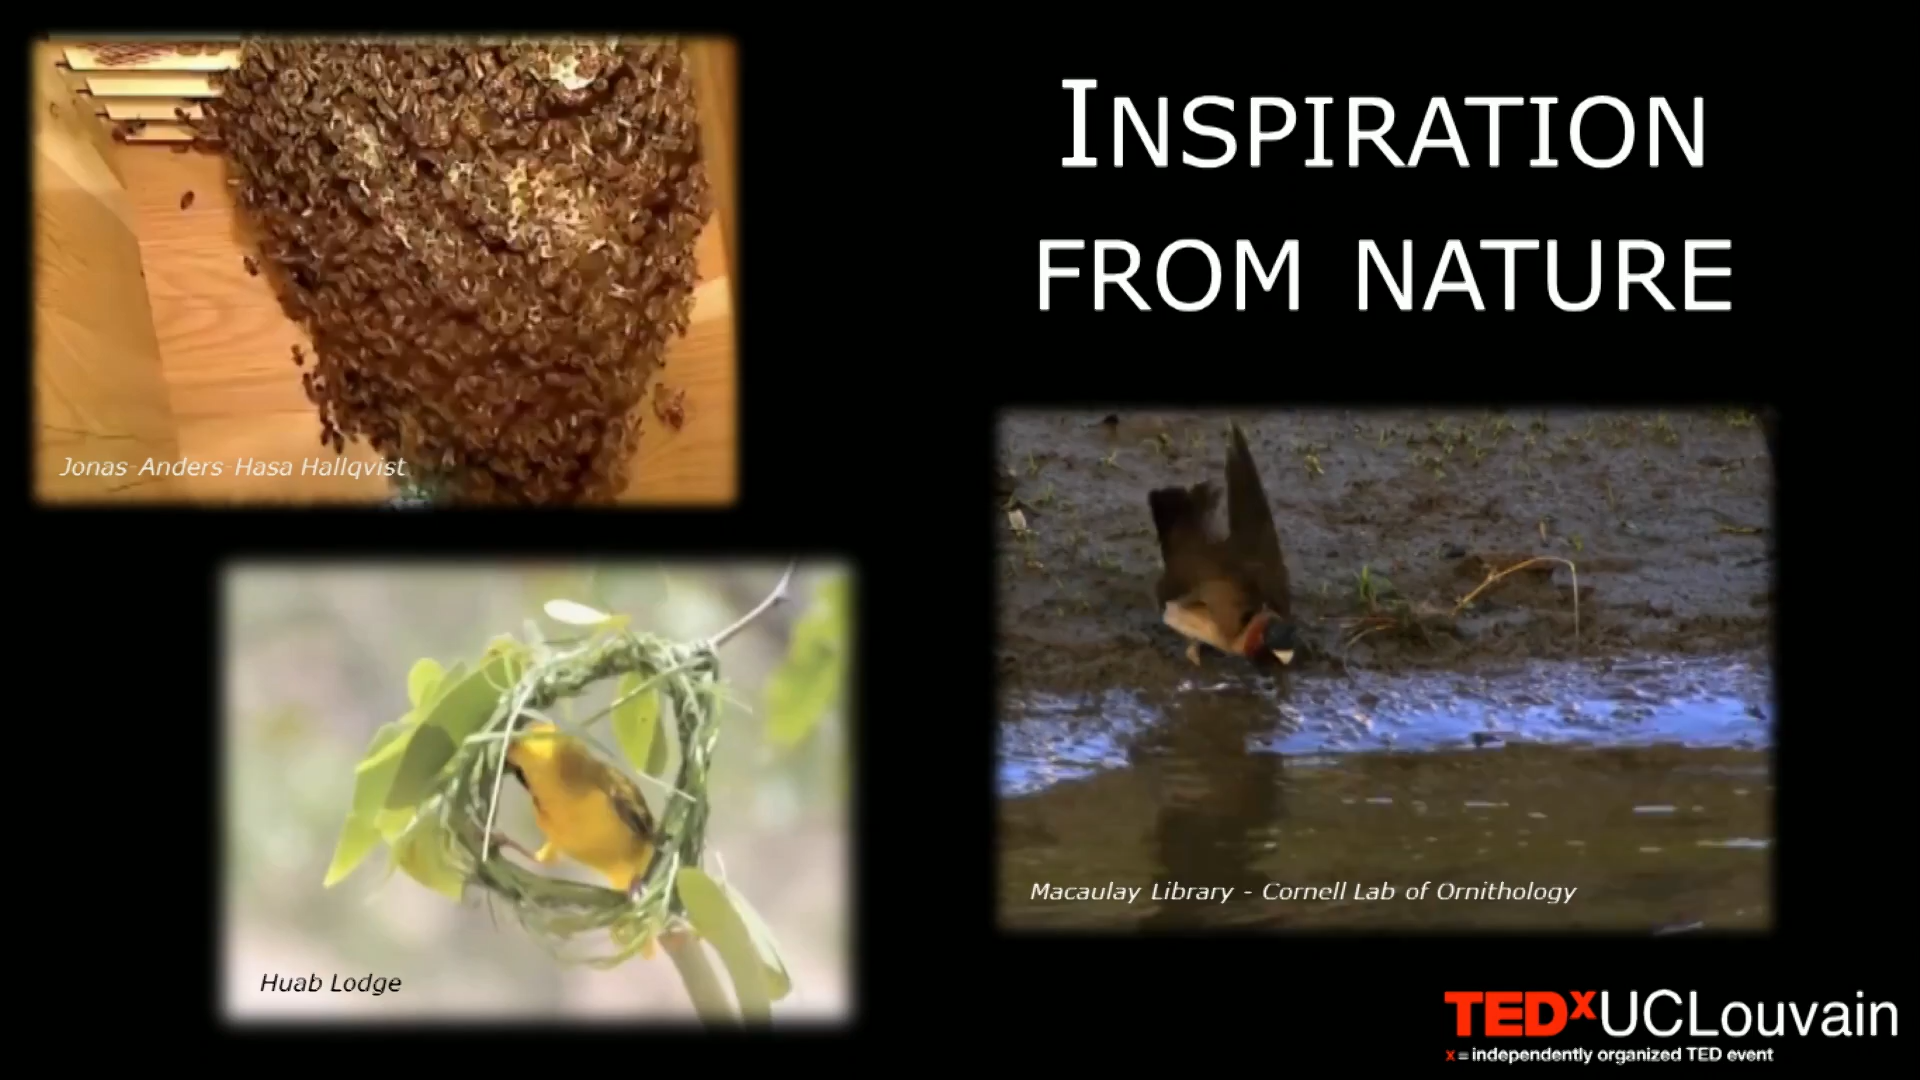 INSPIRATION
FROM NATURE
Jonas-Anders-Hasa Hallqvist
Macaulay Library - Cornell Lab of Ornithology
Huab Lodge
TEDxUCLouvain
x = independently organized TED event